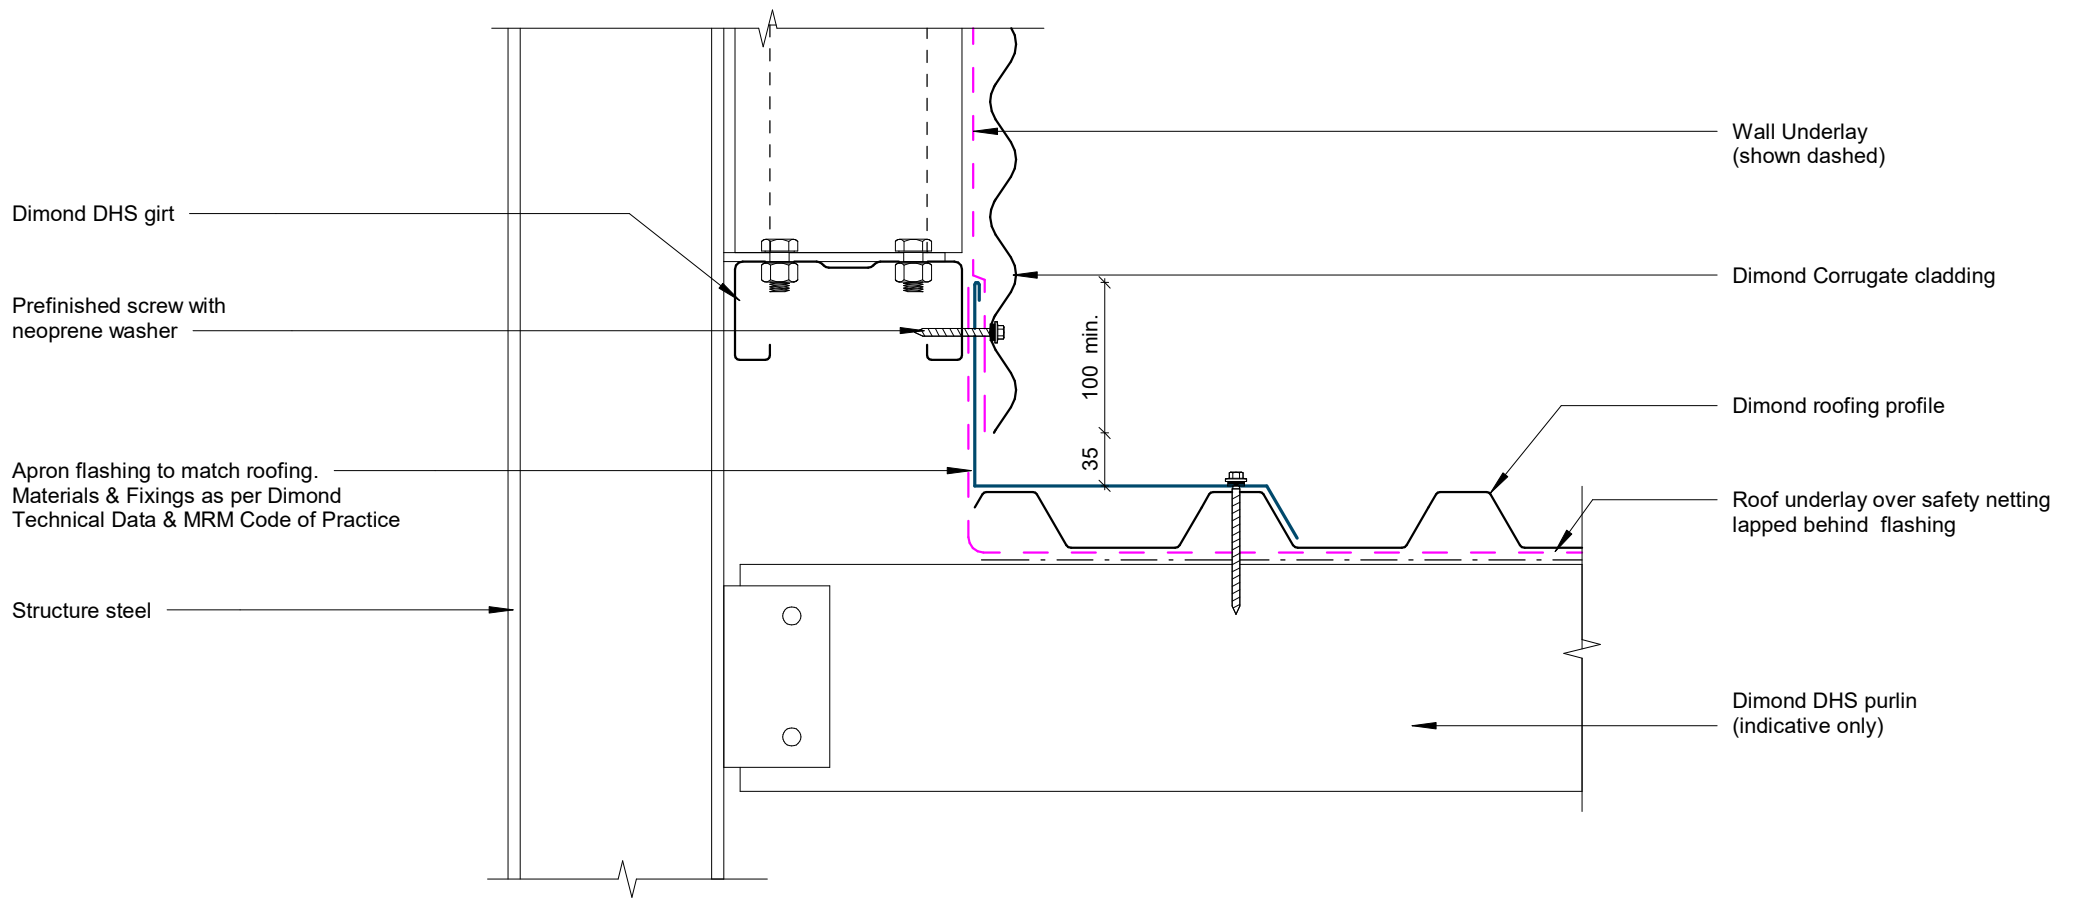 Wall Underlay
(shown dashed)
Dimond DHS girt
Dimond Corrugate cladding
Prefinished screw with
neoprene washer
100 min.
35
Dimond roofing profile
Apron flashing to match roofing.
Materials & Fixings as per Dimond
Technical Data & MRM Code of Practice
Roof underlay over safety netting
lapped behind flashing
Structure steel
Dimond DHS purlin
(indicative only)